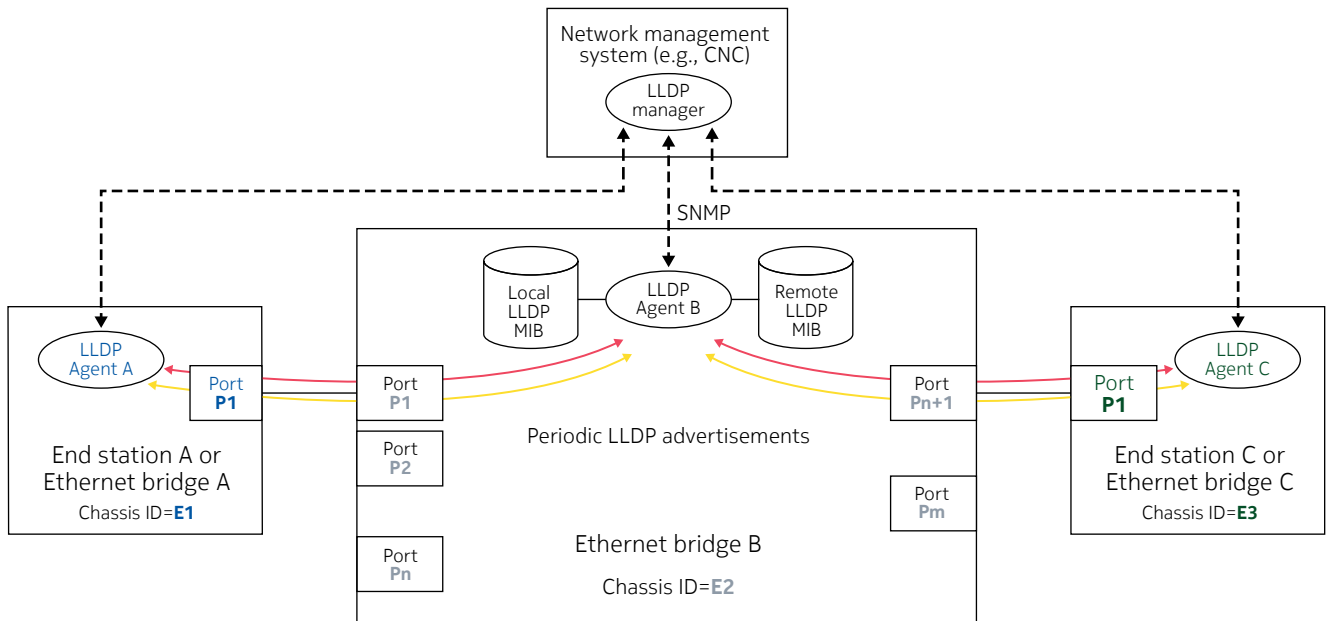 Network management
system (e.g., CNC)
LLDP
manager
SNMP
Local
LLDP
MIB
LLDP
Agent B
Remote
LLDP
MIB
LLDP
Agent A
Port
P1
Port
P1
Port
P2
Port
Pn
Periodic LLDP advertisements
Port
Pn+1
Port
Pm
Port
P1
LLDP
Agent C
End station A or
Ethernet bridge A
Chassis ID=E1
Ethernet bridge B
Chassis ID=E2
End station C or
Ethernet bridge C
Chassis ID=E3